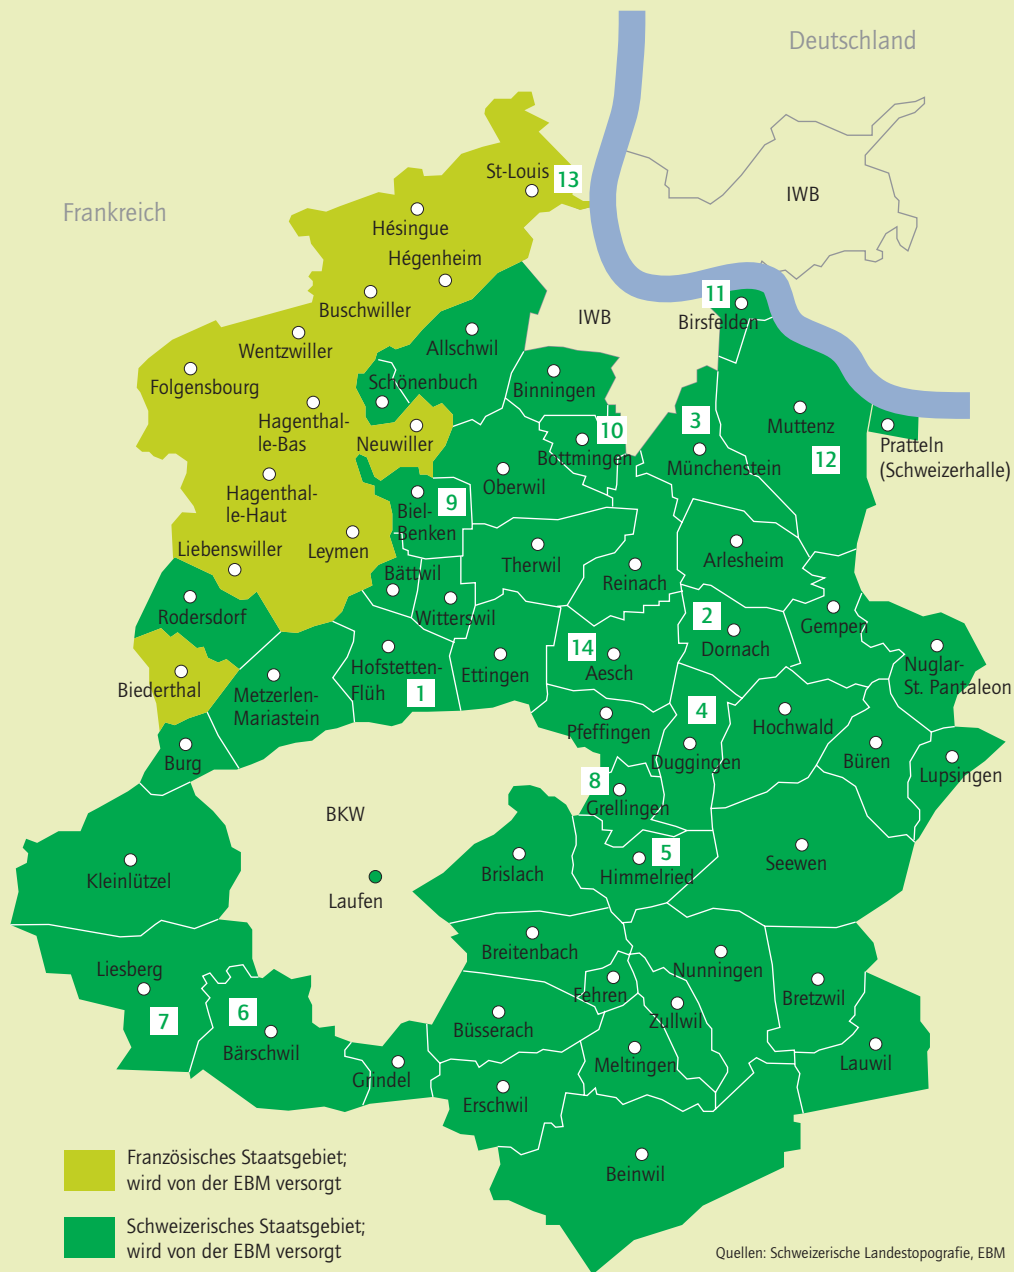 Deutschland
St-Louis
13
IWB
Frankreich
Hésingue
Hégenheim
Buschwiller
11
IWB
Birsfelden
Wentzwiller
Allschwil
Folgensbourg
Schönenbuch
Binningen
Hagenthal-
le-Bas
Neuwiller
10
3
Muttenz
Pratteln
(Schweizerhalle)
Bottmingen
Münchenstein
12
Oberwil
Hagenthal-
le-Haut
Biel-
Benken
9
Liebenswiller
Leymen
Therwil
Arlesheim
Bättwil
Reinach
Rodersdorf
Witterswil
2
Gempen
Dornach
14
Aesch
Hofstetten-
Flüh
1
Ettingen
Nuglar-
St. Pantaleon
Biederthal
Metzerlen-
Mariastein
4
Hochwald
Pfeffingen
Duggingen
Büren
Burg
Lupsingen
8
Grellingen
BKW
5
Seewen
Himmelried
Kleinlützel
Brislach
Laufen
Breitenbach
Liesberg
Nunningen
Fehren
Bretzwil
7
6
Büsserach
Zullwil
Bärschwil
Meltingen
Lauwil
Grindel
Erschwil
Beinwil
Französisches Staatsgebiet;
wird von der EBM versorgt
Schweizerisches Staatsgebiet;
wird von der EBM versorgt
Quellen: Schweizerische Landestopografie, EBM